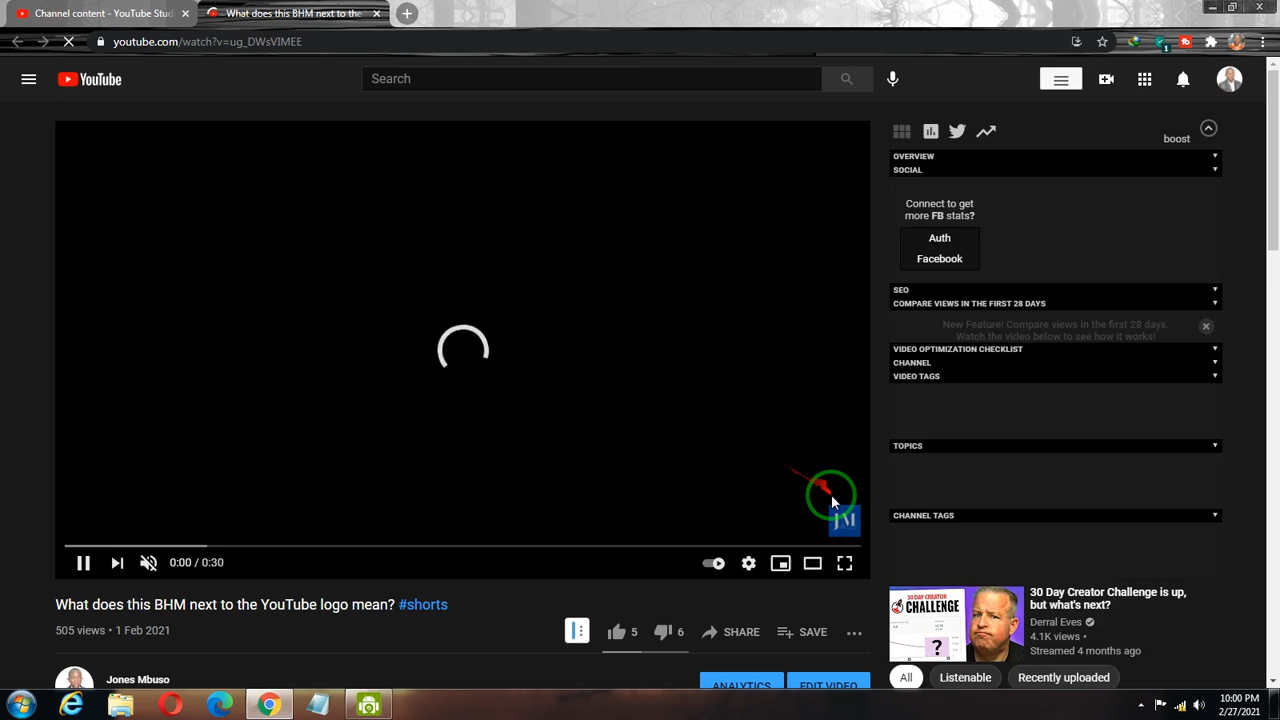 Content - YouTube Stud
What does this BHM next to the
youtube.com/watch?v=ug_DWsVIMEE
1
YouTube
Search
boost
OVERVIEW
SOCIAL
Connect to get
more FB stats?
Auth
Facebook
SEO
COMPARE VIEWS IN THE FIRST 28 DAYS
New Feature! Compare views in the first 28 days.
Watch the video below to see how it works!
VIDEO OPTIMIZATION CHECKLIST
CHANNEL
VIDEO TAGS
TOPICS
CHANNEL TAGS
JM
0:00 / 0:30
What does this BHM next to the YouTube logo mean? #shorts
505 views • 1 Feb 2021
5
6
SHARE
SAVE
Jones Mbuso
ANALYTICS
EDIT VIDEO
30 DAY CREATOR
CHALLENGE
?
30 Day Creator Challenge is up,
but what's next?
Derral Eves
4.1K views •
Streamed 4 months ago
All
Listenable
Recently uploaded
10:00 PM
2/27/2021